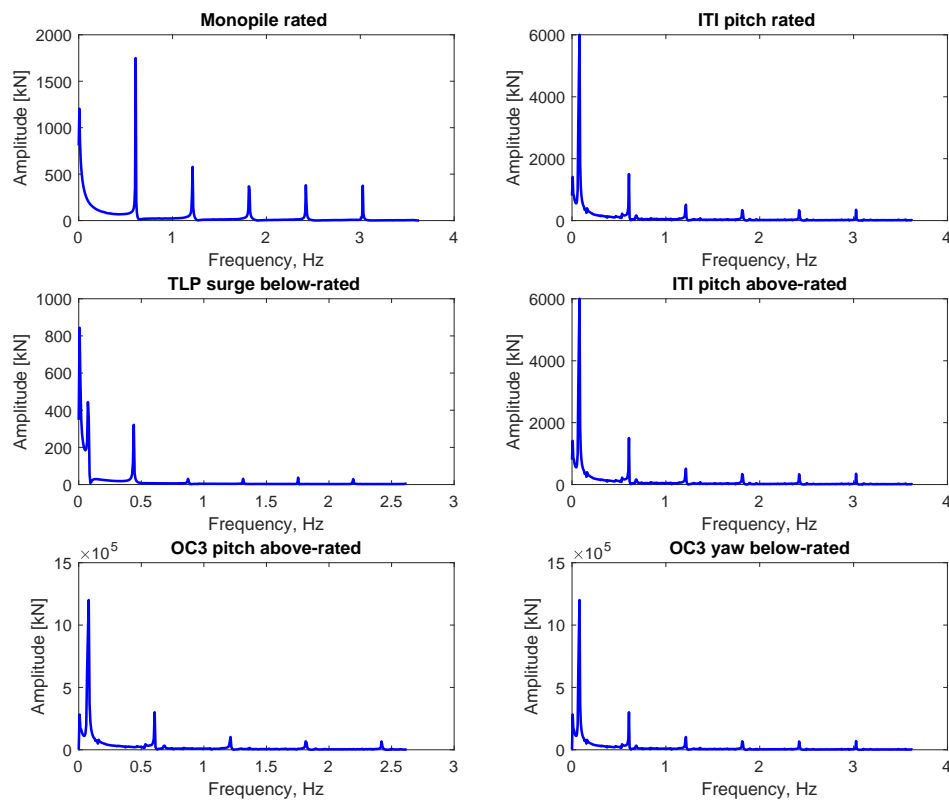 Monopile rated
2000
1500
1000
500
0
0 1 2 3 4
Amplitude [kN]
Frequency, Hz
ITI pitch rated
6000
4000
2000
0
0 1 2 3 4
Amplitude [kN]
Frequency, Hz
TLP surge below-rated
1000
800
600
400
200
0
0 0.5 1 1.5 2 2.5 3
Amplitude [kN]
Frequency, Hz
ITI pitch above-rated
6000
4000
2000
0
0 1 2 3 4
Amplitude [kN]
Frequency, Hz
OC3 pitch above-rated
×10⁵
15
10
5
0
0 0.5 1 1.5 2 2.5 3
Amplitude [kN]
Frequency, Hz
OC3 yaw below-rated
×10⁵
15
10
5
0
0 1 2 3 4
Amplitude [kN]
Frequency, Hz